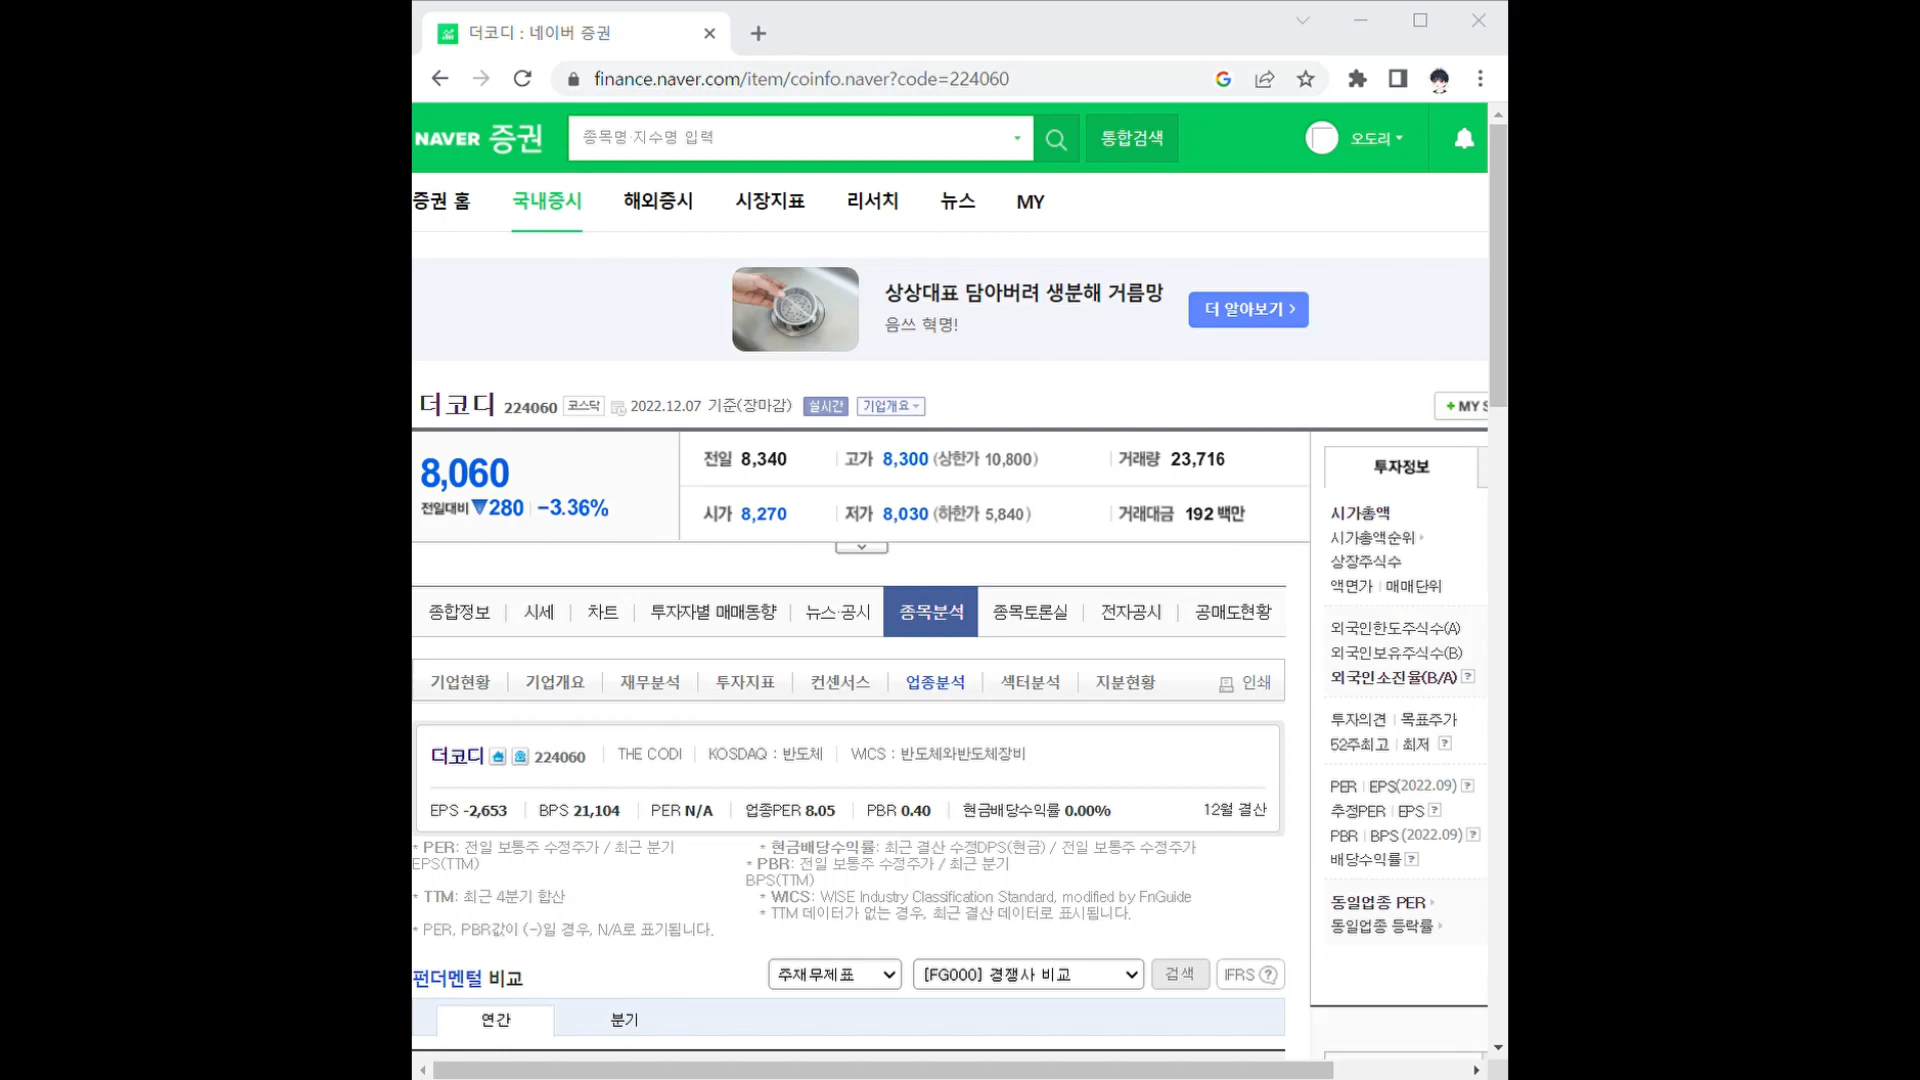 더코디 : 네이버 증권
finance.naver.com/item/coinfo.naver?code=224060
NAVER 증권 종목명·지수명 입력 통합검색 오도리
증권 홈 국내증시 해외증시 시장지표 리서치 뉴스 MY
상상대표 담아버려 생분해 거름망
음쓰 혁명!
더 알아보기 >
더코디 224060 코스닥 2022.12.07 기준(장마감) 실시간 기업개요
+ MY S
8,060
전일대비 ▼280 -3.36%
전일 8,340 고가 8,300 (상한가 10,800) 거래량 23,716
시가 8,270 저가 8,030 (하한가 5,840) 거래대금 192 백만
종합정보 시세 차트 투자자별 매매동향 뉴스·공시 종목분석 종목토론실 전자공시 공매도현황
기업현황 기업개요 재무분석 투자지표 컨센서스 업종분석 섹터분석 지분현황 인쇄
더코디 224060 THE CODI KOSDAQ : 반도체 WICS : 반도체와반도체장비
EPS -2,653 BPS 21,104 PER N/A 업종PER 8.05 PBR 0.40 현금배당수익률 0.00% 12월 결산
* PER: 전일 보통주 수정주가 / 최근 분기
EPS(TTM)
* TTM: 최근 4분기 합산
* PER, PBR값이 (-)일 경우, N/A로 표기됩니다.
* 현금배당수익률: 최근 결산 수정DPS(현금) / 전일 보통주 수정주가
* PBR: 전일 보통주 수정주가 / 최근 분기
BPS(TTM)
* WICS: WISE Industry Classification Standard, modified by FnGuide
* TTM 데이터가 없는 경우, 최근 결산 데이터로 표시됩니다.
펀더멘털 비교 주재무제표 [FG000] 경쟁사 비교 검색 IFRS ?
연간 분기
투자정보
시가총액
시가총액순위
상장주식수
액면가 매매단위
외국인한도주식수(A)
외국인보유주식수(B)
외국인소진율(B/A) ?
투자의견 목표주가
52주최고 최저 ?
PER EPS(2022.09) ?
추정PER EPS ?
PBR BPS (2022.09) ?
배당수익률 ?
동일업종 PER
동일업종 등락률